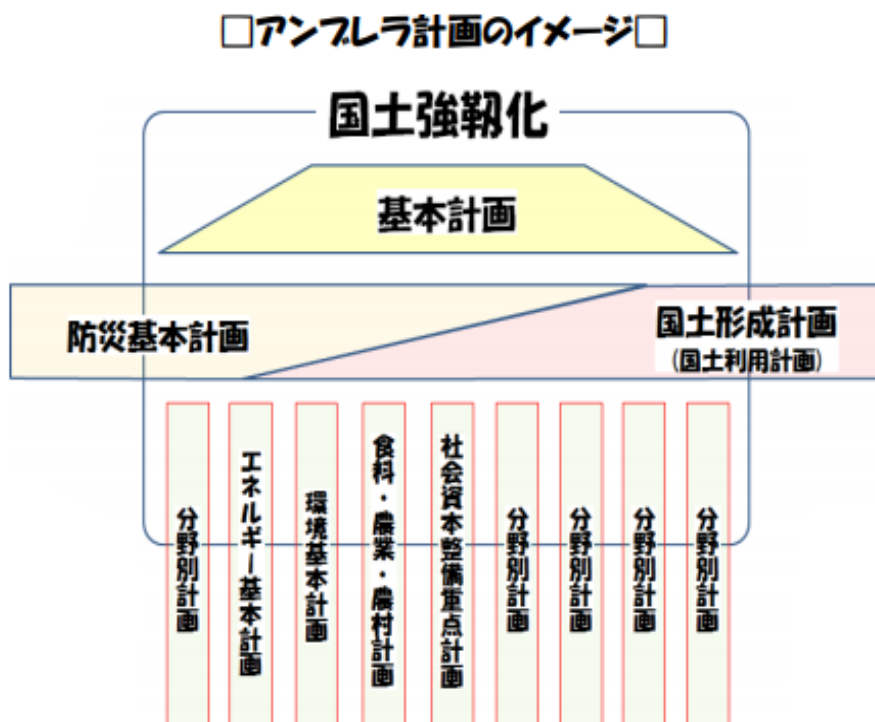 □アンブレラ計画のイメージ□
国土強靱化
基本計画
防災基本計画
国土形成計画
(国土利用計画)
分野別計画
エネルギー基本計画
環境基本計画
食料・農業・農村計画
社会資本整備重点計画
分野別計画
分野別計画
分野別計画
分野別計画